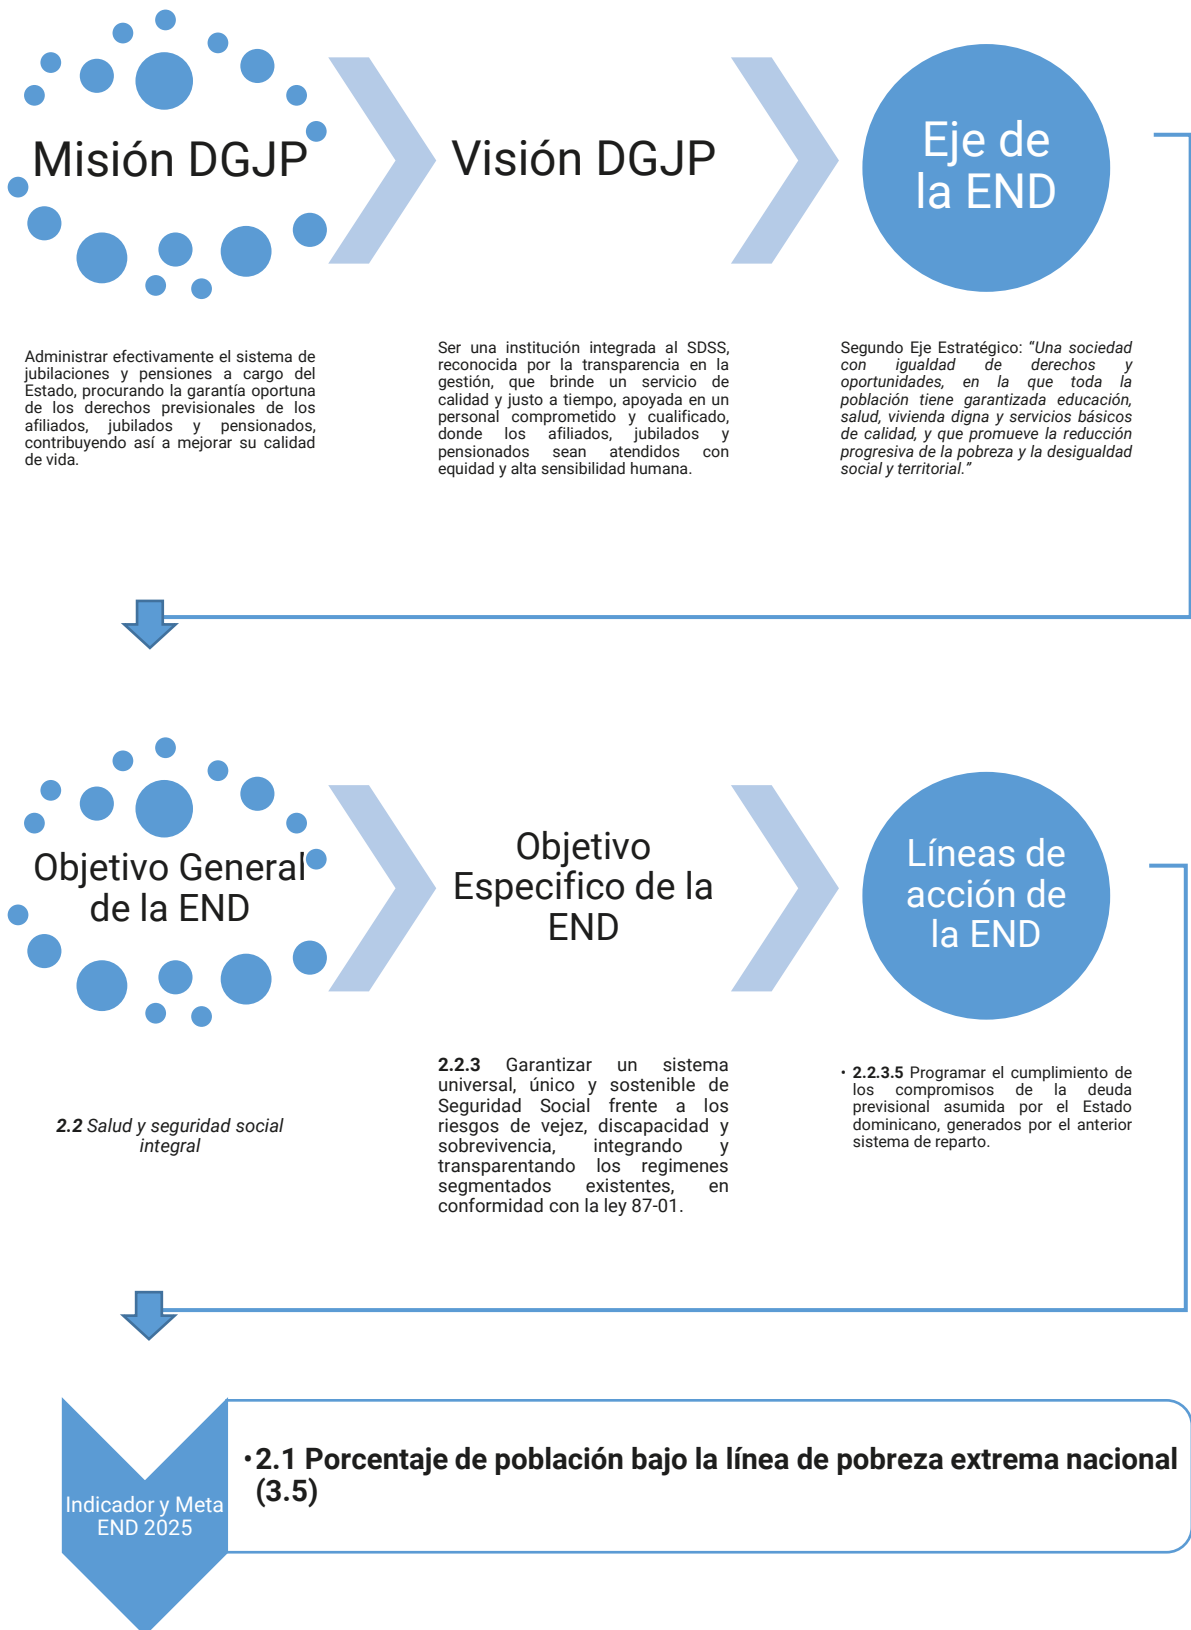 Misión DGJP
Visión DGJP
Eje de
la END
Administrar efectivamente el sistema de
jubilaciones y pensiones a cargo del
Estado, procurando la garantía oportuna
de los derechos previsionales de los
afiliados, jubilados y pensionados,
contribuyendo así a mejorar su calidad
de vida.
Ser una institución integrada al SDSS,
reconocida por la transparencia en la
gestión, que brinde un servicio de
calidad y justo a tiempo, apoyada en un
personal comprometido y cualificado,
donde los afiliados, jubilados y
pensionados sean atendidos con
equidad y alta sensibilidad humana.
Segundo Eje Estratégico: "Una sociedad
con igualdad de derechos y
oportunidades, en la que toda la
población tiene garantizada educación,
salud, vivienda digna y servicios básicos
de calidad, y que promueve la reducción
progresiva de la pobreza y la desigualdad
social y territorial."
Objetivo General
de la END
Objetivo
Especifico de la
END
Líneas de
acción de
la END
2.2 Salud y seguridad social
integral
2.2.3 Garantizar un sistema
universal, único y sostenible de
Seguridad Social frente a los
riesgos de vejez, discapacidad y
sobrevivencia, integrando y
transparentando los regimenes
segmentados existentes, en
conformidad con la ley 87-01.
• 2.2.3.5 Programar el cumplimiento de
los compromisos de la deuda
previsional asumida por el Estado
dominicano, generados por el anterior
sistema de reparto.
Indicador y Meta
END 2025
• 2.1 Porcentaje de población bajo la línea de pobreza extrema nacional
(3.5)